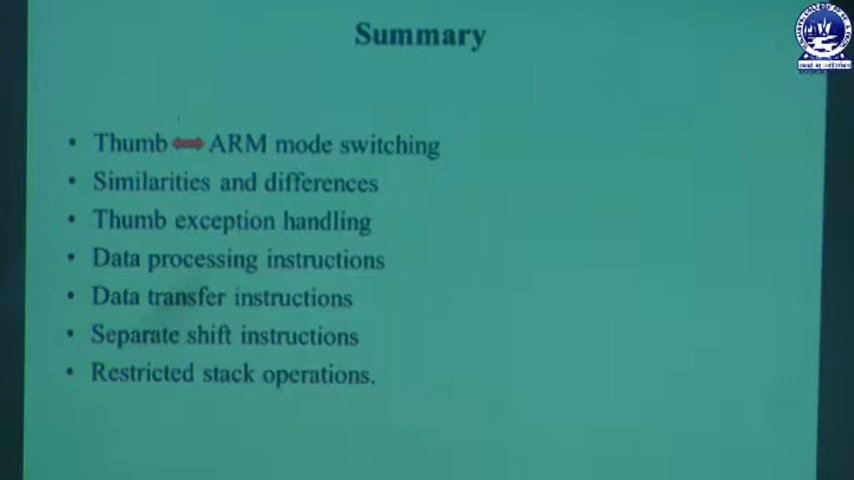 Summary
• Thumb ⟺ ARM mode switching
• Similarities and differences
• Thumb exception handling
• Data processing instructions
• Data transfer instructions
• Separate shift instructions
• Restricted stack operations.